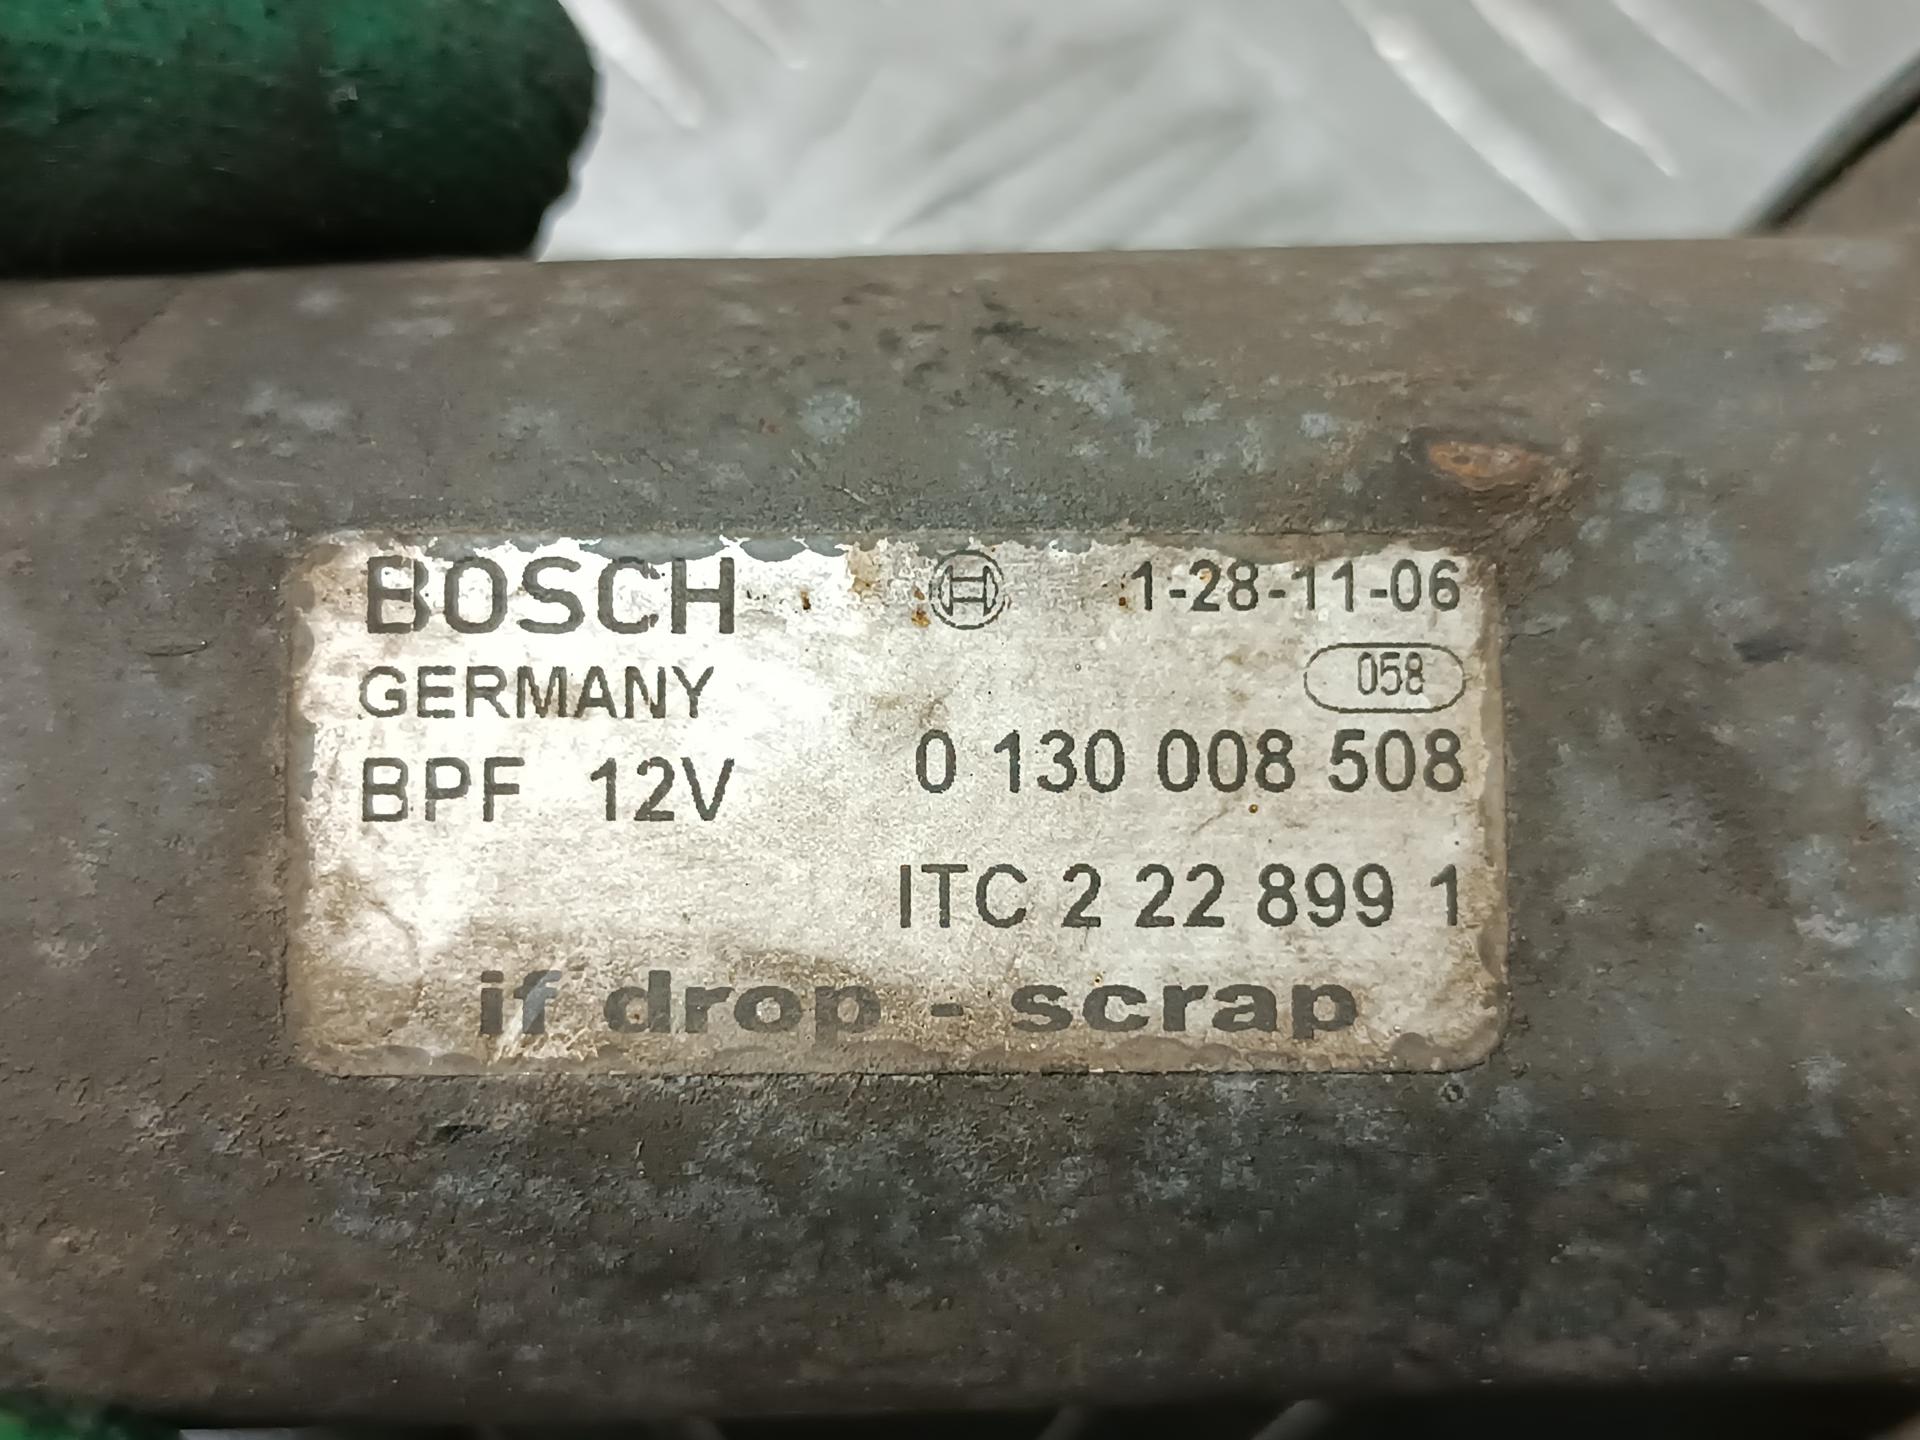 BOSCH 1-28-11-06
GERMANY 058
BPF 12V 0 130 008 508
ITC 2 22 899 1
if drop - scrap